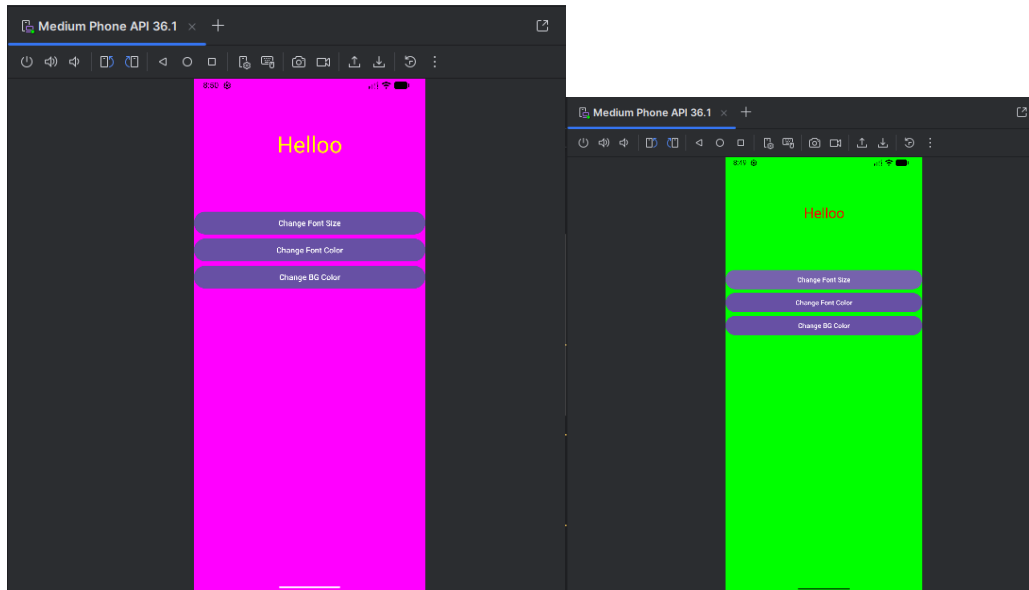 Medium Phone API 36.1
Helloo
Change Font Size
Change Font Color
Change BG Color
Medium Phone API 36.1
8:49
Helloo
Change Font Size
Change Font Color
Change BG Color